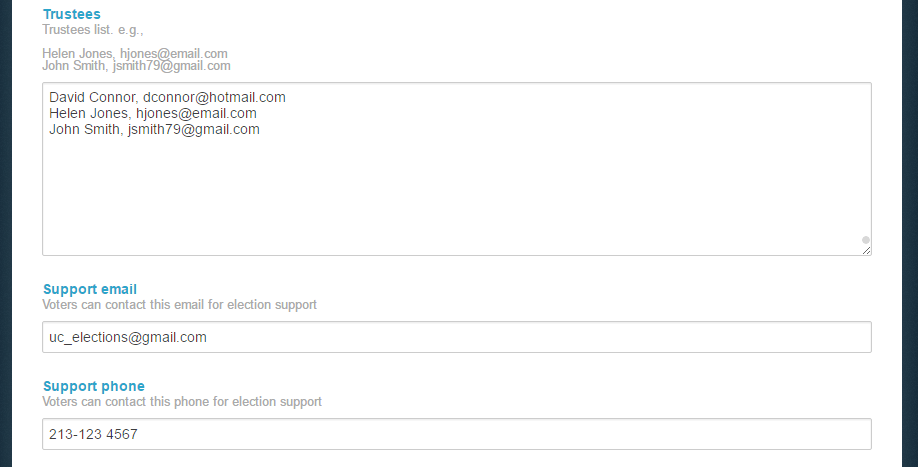 Trustees
Trustees list. e.g.,
Helen Jones, hjones@email.com
John Smith, jsmith79@gmail.com
David Connor, dconnor@hotmail.com
Helen Jones, hjones@email.com
John Smith, jsmith79@gmail.com
Support email
Voters can contact this email for election support
uc_elections@gmail.com
Support phone
Voters can contact this phone for election support
213-123 4567